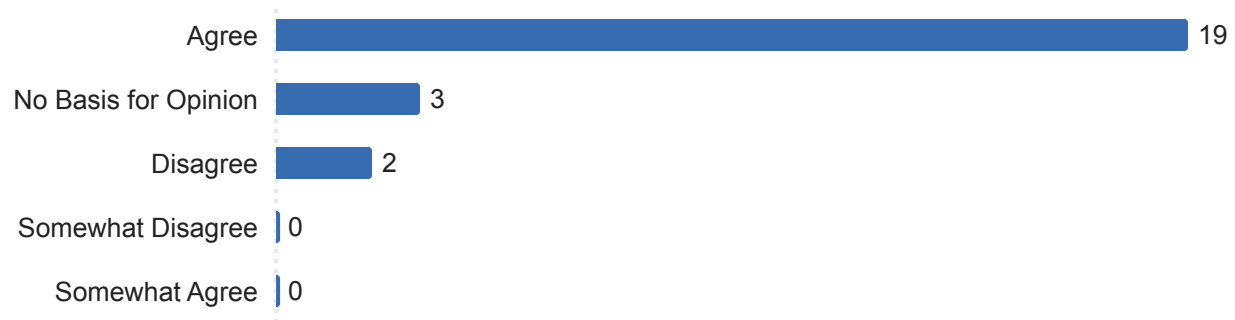 Agree 19
No Basis for Opinion 3
Disagree 2
Somewhat Disagree 0
Somewhat Agree 0